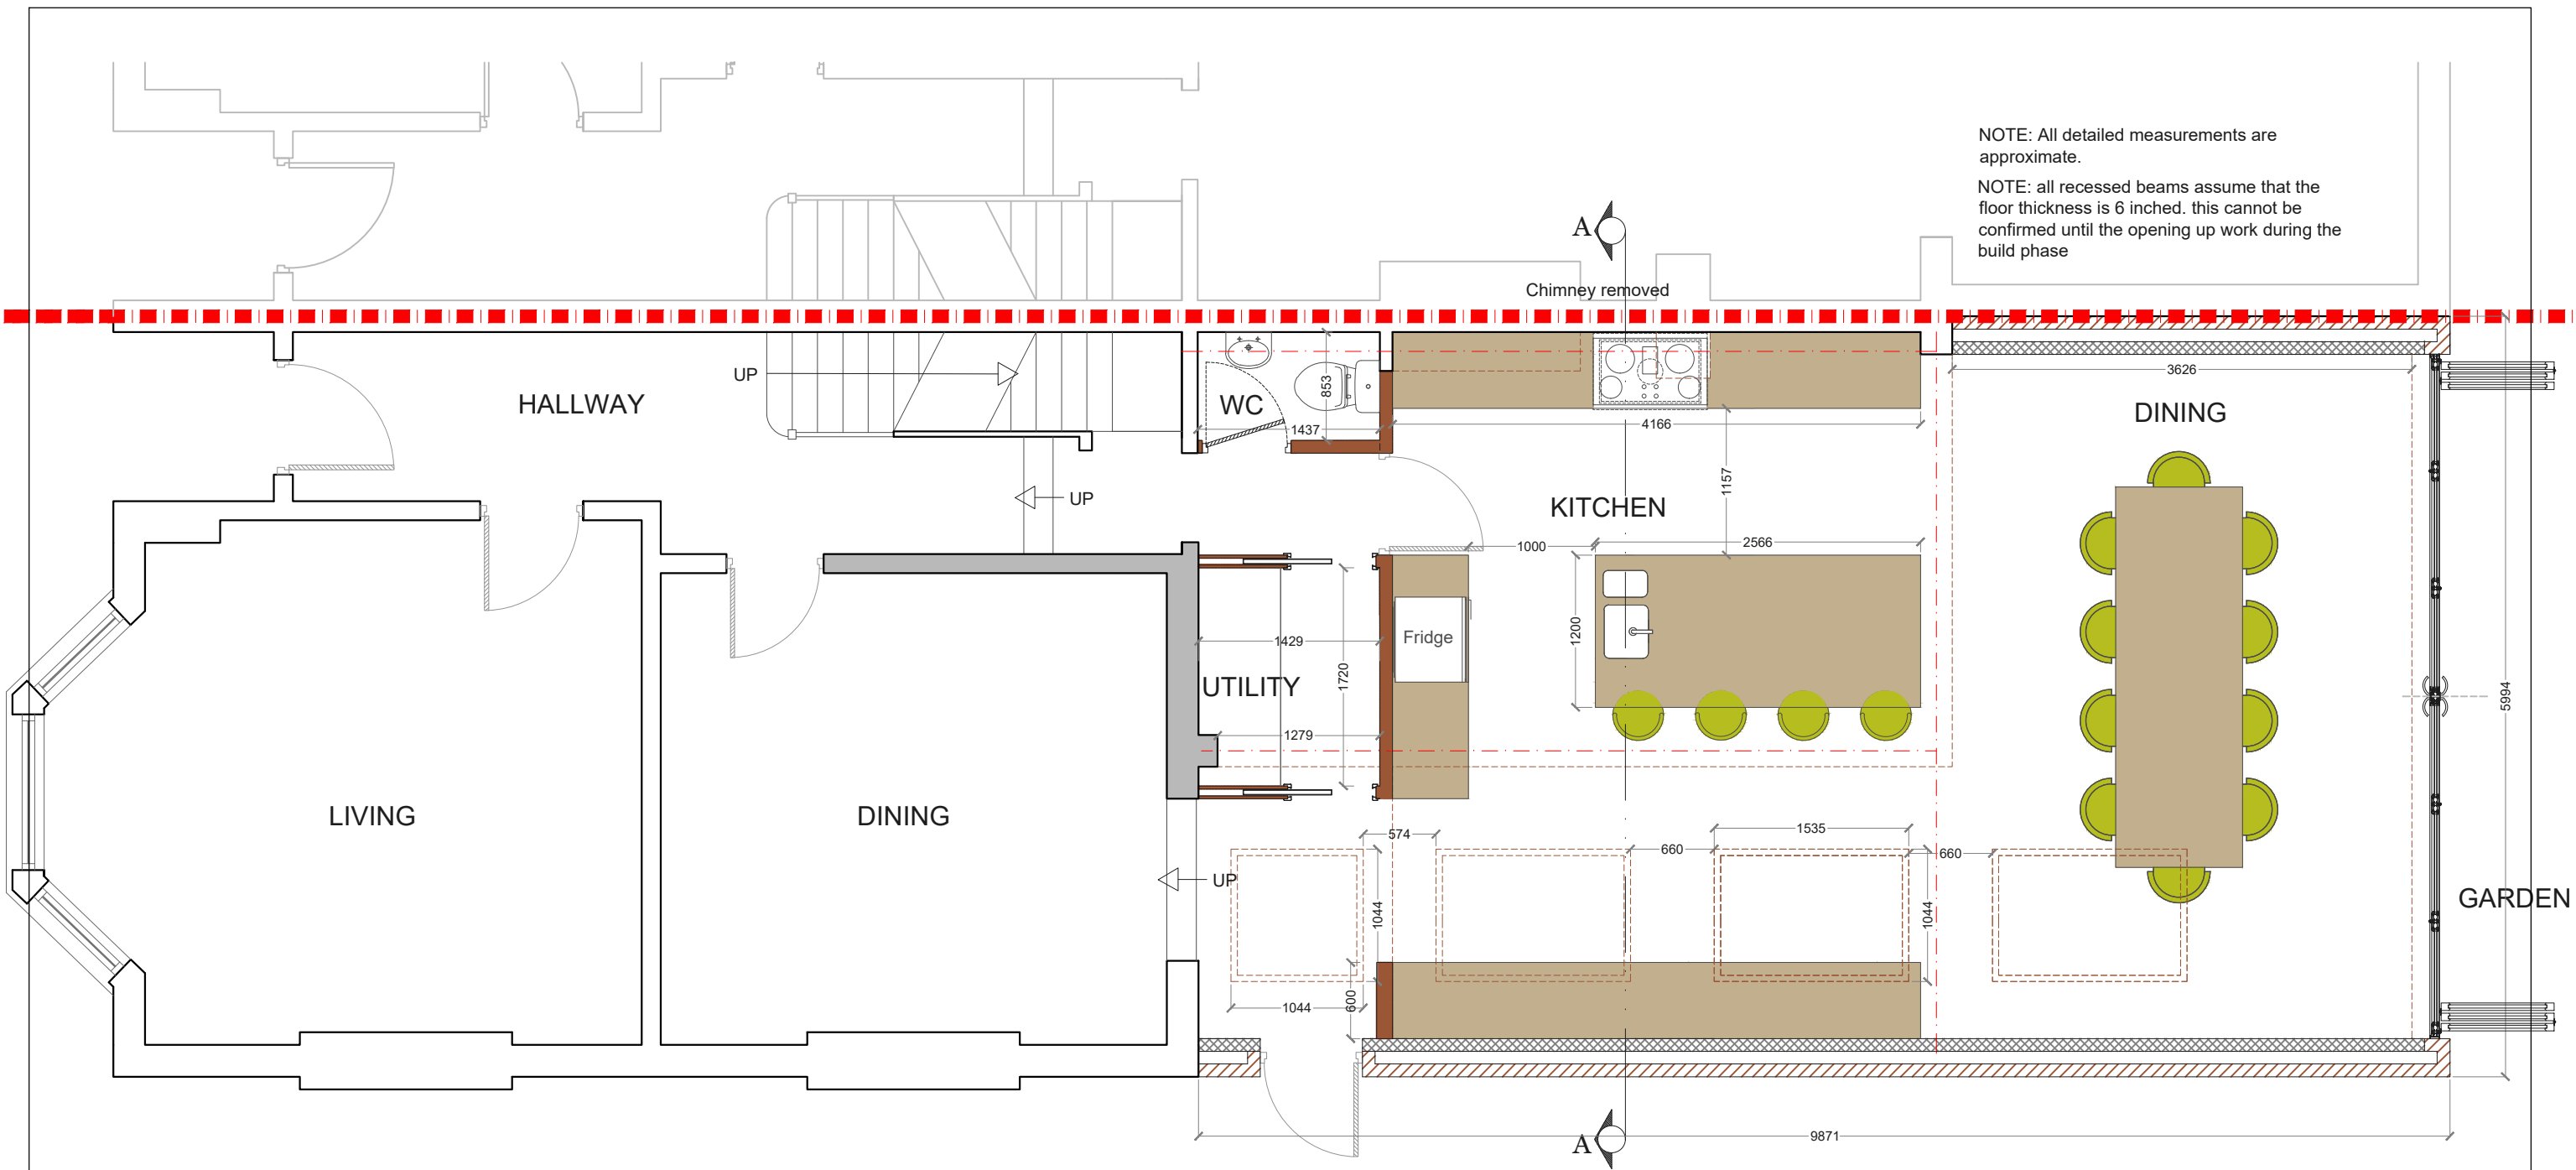 NOTE: All detailed measurements are
approximate.
NOTE: all recessed beams assume that the
floor thickness is 6 inched. this cannot be
confirmed until the opening up work during the
build phase
A
Chimney removed
UP
HALLWAY
WC
853
1437
4166
3626
DINING
UP
KITCHEN
1157
1000
2566
1200
Fridge
1429
1720
UTILITY
1279
5994
LIVING
DINING
574
1535
660
660
UP
1044
1044
GARDEN
1044
600
A
9871